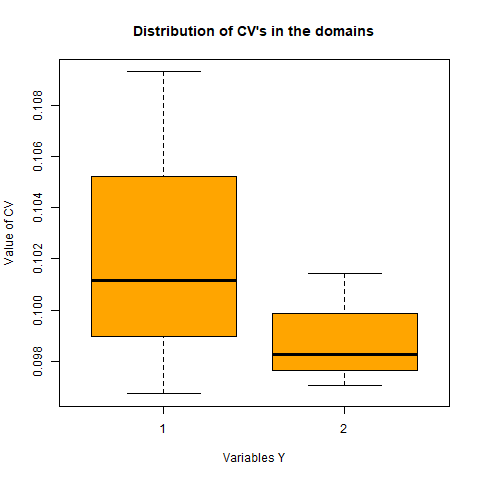 Distribution of CV's in the domains
Value of CV
0.108
0.106
0.104
0.102
0.100
0.098
1 2
Variables Y